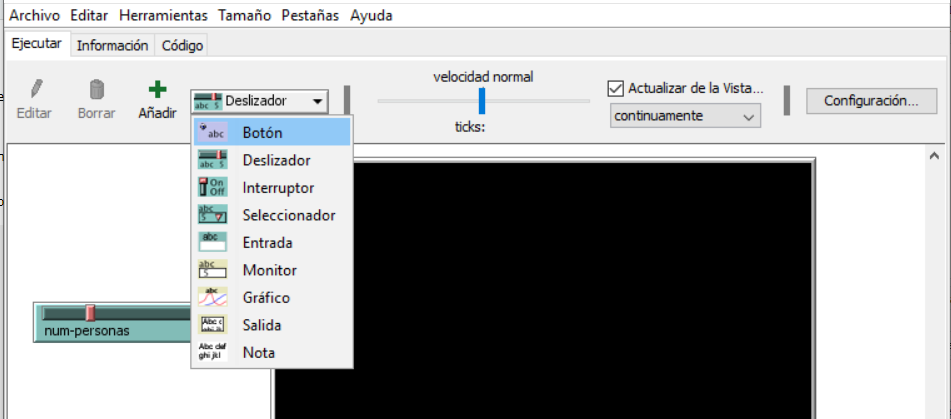 Archivo Editar Herramientas Tamaño Pestañas Ayuda
Ejecutar Información Código
velocidad normal
Actualizar de la Vista...
Editar Borrar Añadir
abc 5 Deslizador
continuamente
Configuración...
ticks:
abc Botón
abc 5 Deslizador
On Off Interruptor
abc 5 Seleccionador
abc Entrada
abc 5 Monitor
abc Gráfico
Salida
Abc def ghi jkl Nota
num-personas